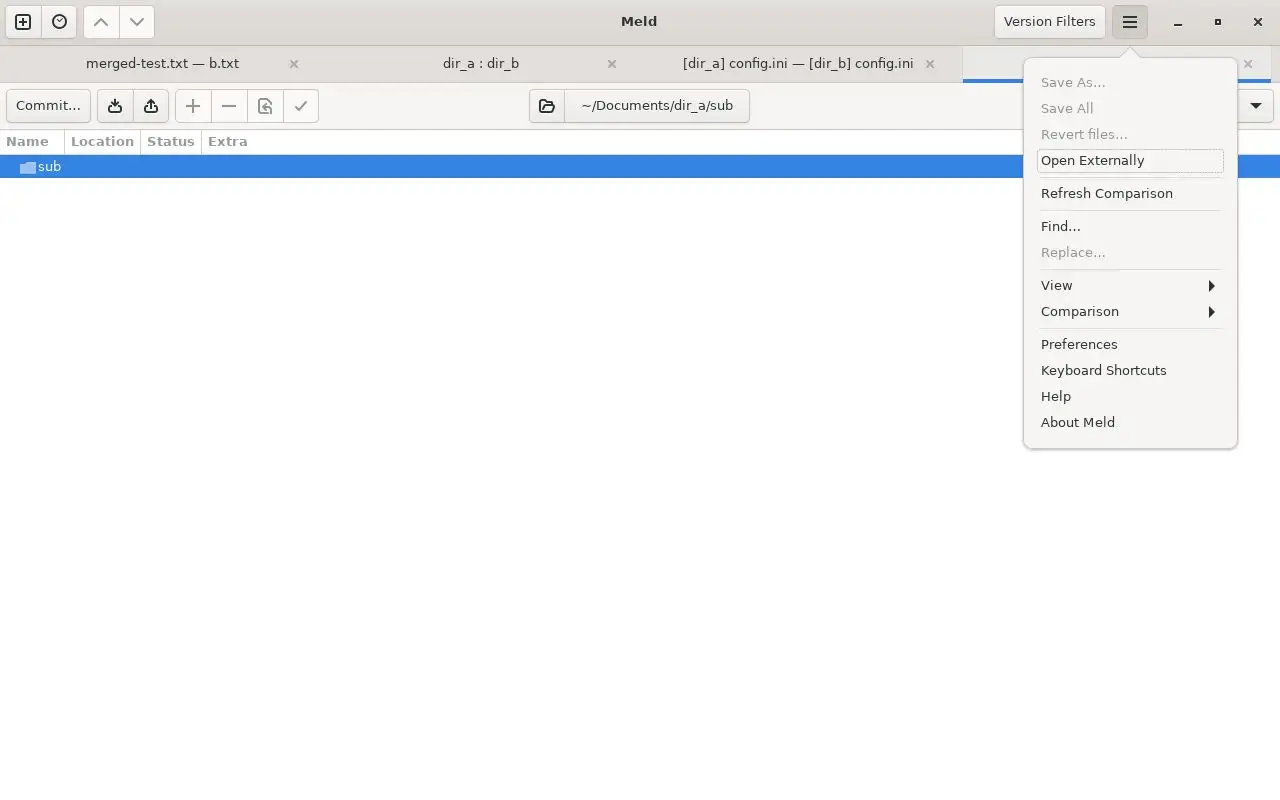 Meld
Version Filters
merged-test.txt — b.txt
dir_a : dir_b
[dir_a] config.ini — [dir_b] config.ini
Commit...
~/Documents/dir_a/sub
Name
Location
Status
Extra
sub
Save As...
Save All
Revert files...
Open Externally
Refresh Comparison
Find...
Replace...
View
Comparison
Preferences
Keyboard Shortcuts
Help
About Meld